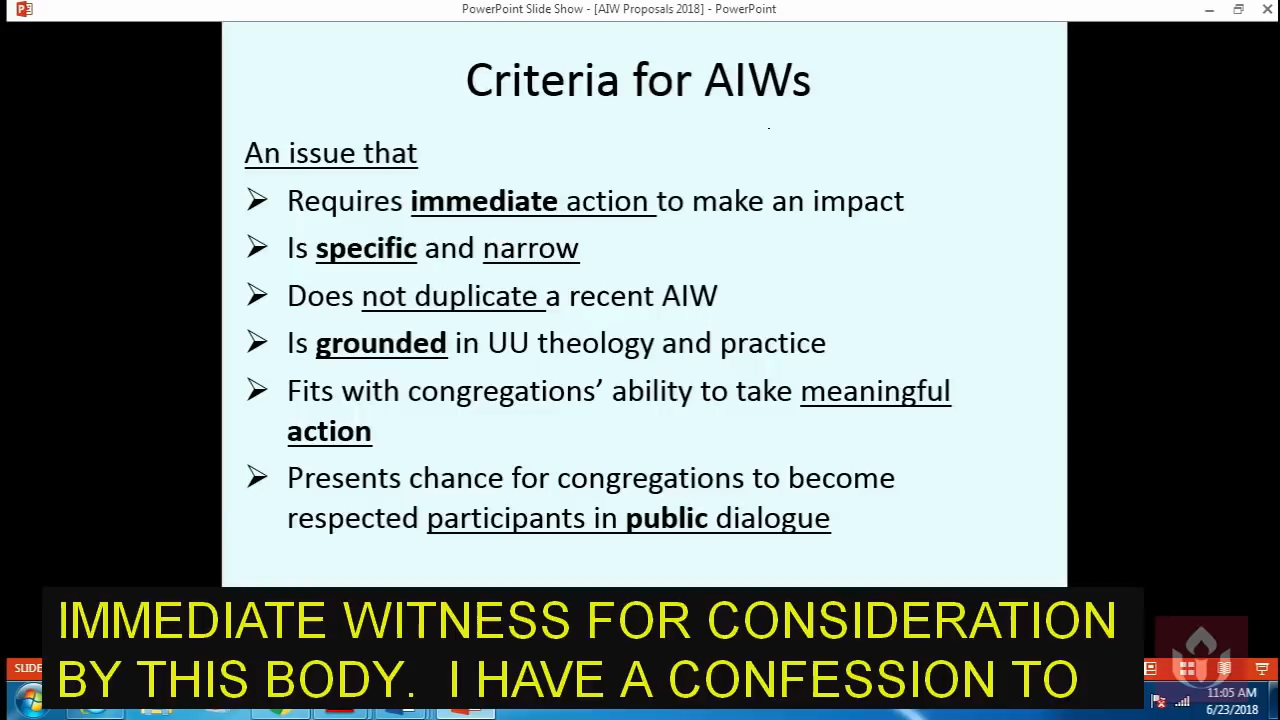 PowerPoint Slide Show - [AIW Proposals 2018] - PowerPoint
Criteria for AIWs
An issue that
Requires immediate action to make an impact
Is specific and narrow
Does not duplicate a recent AIW
Is grounded in UU theology and practice
Fits with congregations’ ability to take meaningful
action
Presents chance for congregations to become
respected participants in public dialogue
IMMEDIATE WITNESS FOR CONSIDERATION
BY THIS BODY. I HAVE A CONFESSION TO
SLIDE
11:05 AM
6/23/2018